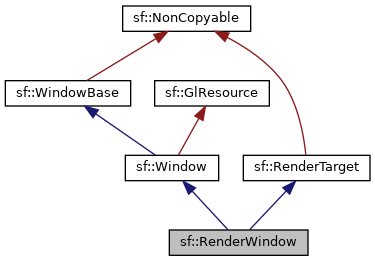 sf::NonCopyable
sf::WindowBase
sf::GlResource
sf::Window
sf::RenderTarget
sf::RenderWindow